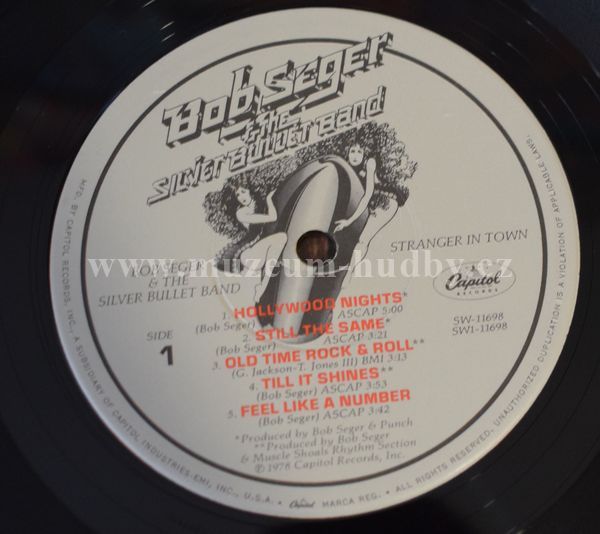 Bob Seger
& The
Silver Bullet Band
BOB SEGER
& THE
SILVER BULLET BAND
STRANGER IN TOWN
Capitol
RECORDS
SW-11698
SW1-11698
SIDE
1
1. HOLLYWOOD NIGHTS*
(Bob Seger) ASCAP 5:00
2. STILL THE SAME*
(Bob Seger) ASCAP 3:21
3. OLD TIME ROCK & ROLL**
(G. Jackson-T. Jones III) BMI 3:13
4. TILL IT SHINES**
(Bob Seger) ASCAP 3:53
5. FEEL LIKE A NUMBER
(Bob Seger) ASCAP 3:42
*Produced by Bob Seger & Punch
**Produced by Bob Seger
& Muscle Shoals Rhythm Section
©1978 Capitol Records, Inc.
MFD. BY CAPITOL RECORDS, INC., A SUBSIDIARY OF CAPITOL INDUSTRIES-EMI, INC., U.S.A. • Capitol MARCA REG. • ALL RIGHTS RESERVED. UNAUTHORIZED DUPLICATION IS A VIOLATION OF APPLICABLE LAWS.
www.muzeum-hudby.cz